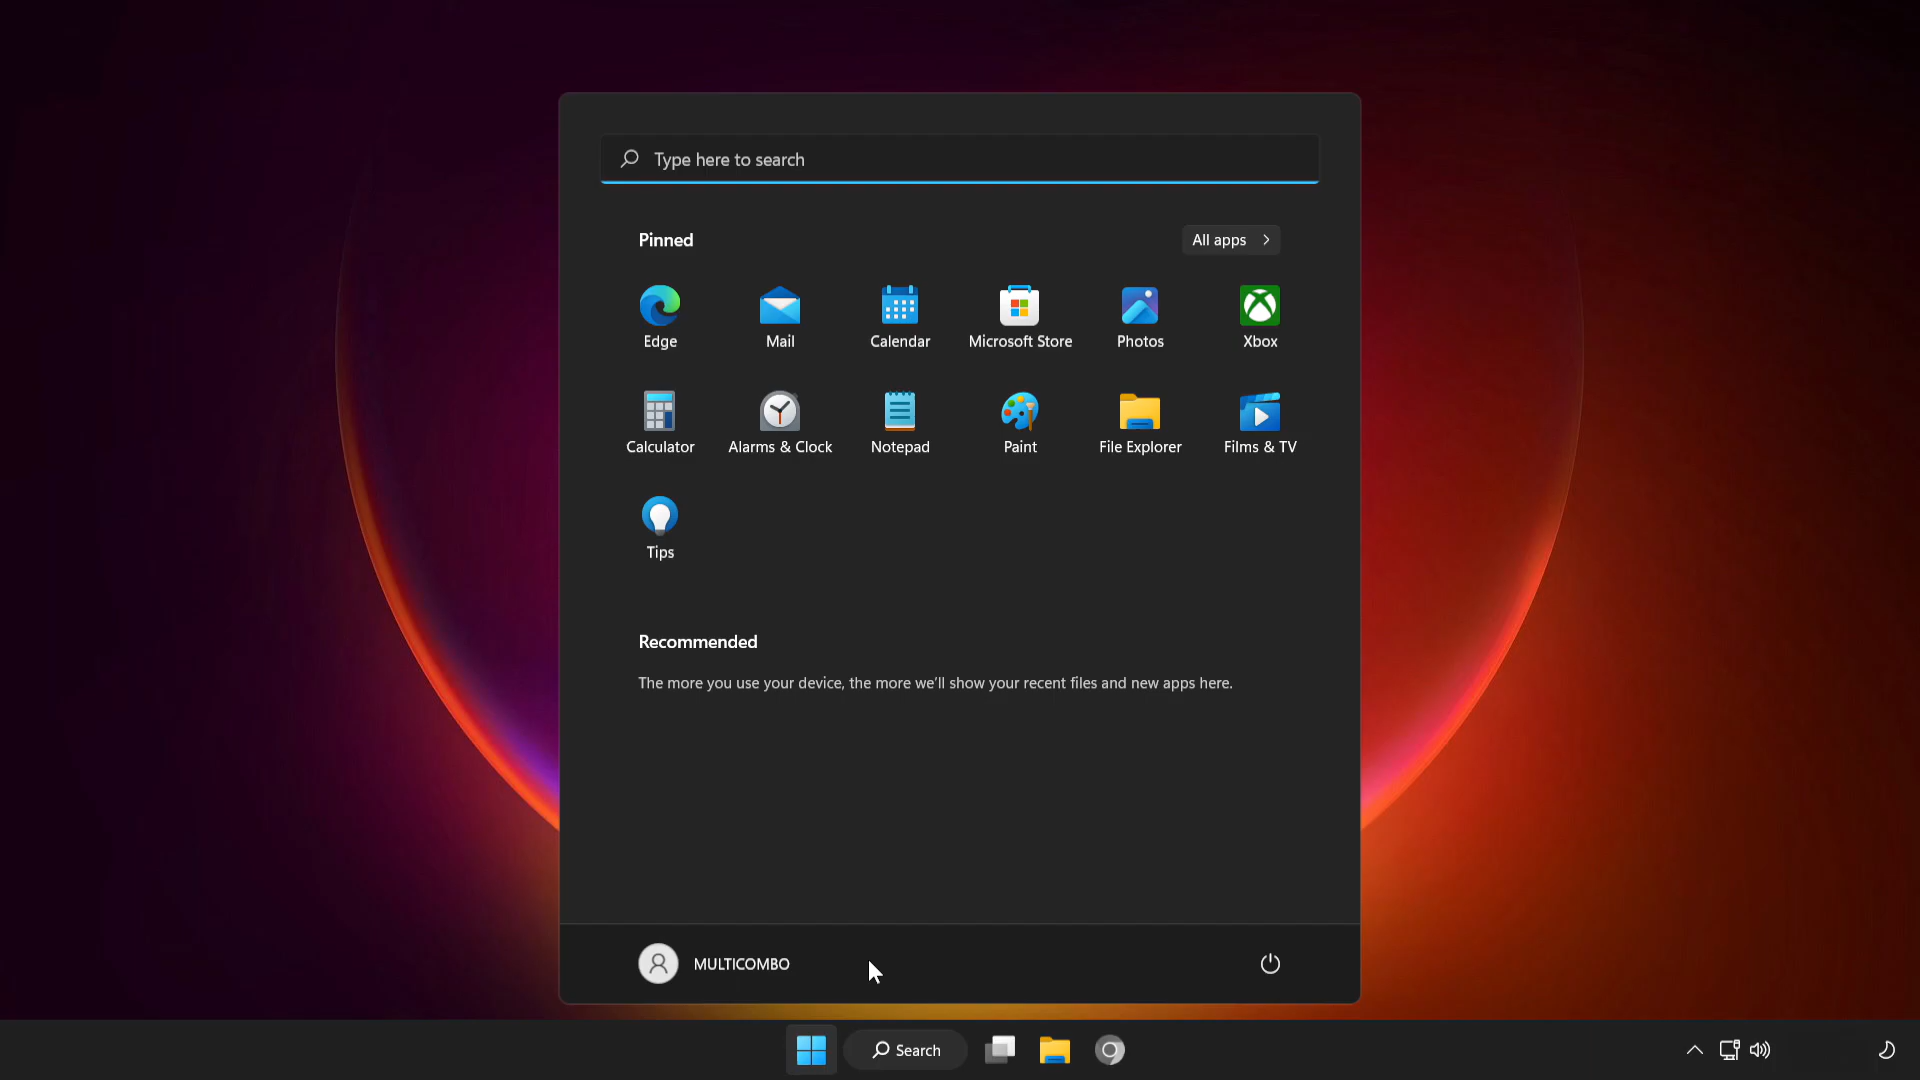 Type here to search
Pinned
All apps
Edge
Mail
Calendar
Microsoft Store
Photos
Xbox
Calculator
Alarms & Clock
Notepad
Paint
File Explorer
Films & TV
Tips
Recommended
The more you use your device, the more we'll show your recent files and new apps here.
MULTICOMBO
Search